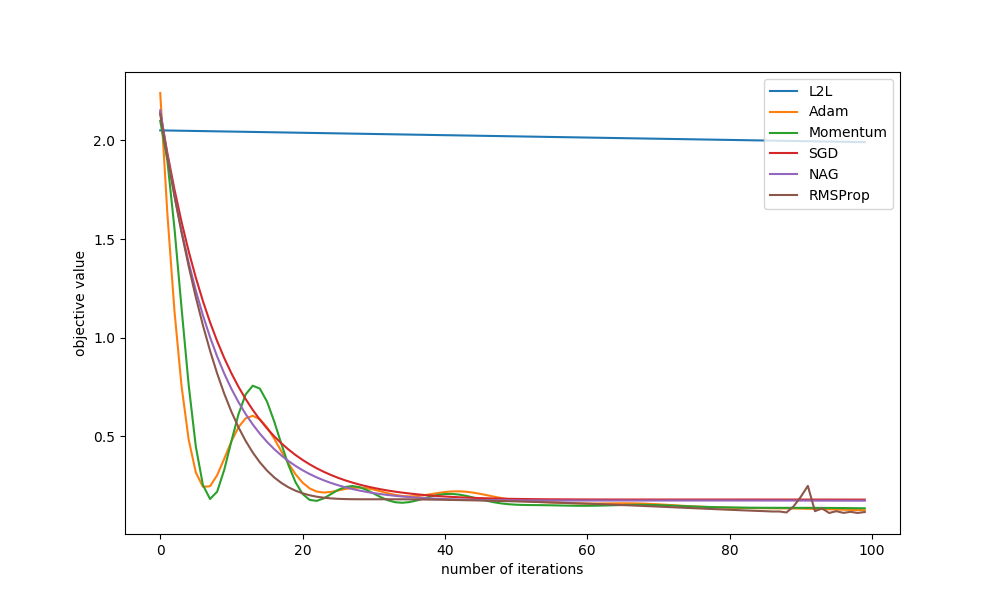 L2L
Adam
Momentum
SGD
NAG
RMSProp
2.0
1.5
1.0
0.5
objective value
0 20 40 60 80 100
number of iterations